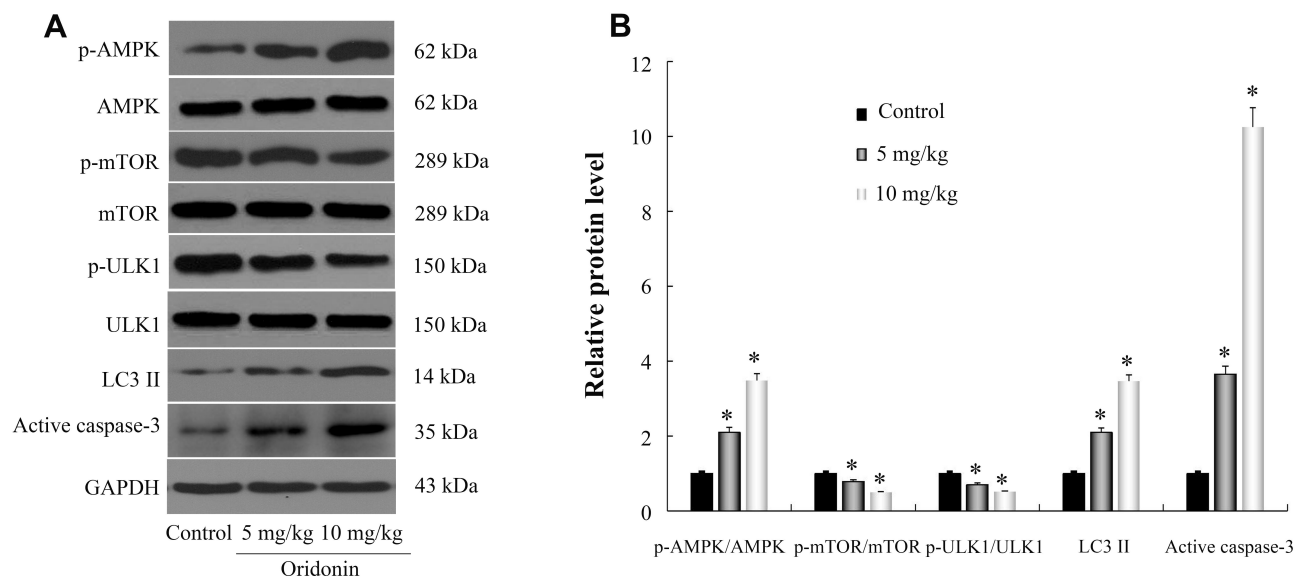 A
p-AMPK 62 kDa
AMPK 62 kDa
p-mTOR 289 kDa
mTOR 289 kDa
p-ULK1 150 kDa
ULK1 150 kDa
LC3 II 14 kDa
Active caspase-3 35 kDa
GAPDH 43 kDa
Control 5 mg/kg 10 mg/kg
Oridonin
B
Relative protein level
12
10
8
6
4
2
0
Control
5 mg/kg
10 mg/kg
* * * * * * * * * *
p-AMPK/AMPK p-mTOR/mTOR p-ULK1/ULK1 LC3 II Active caspase-3